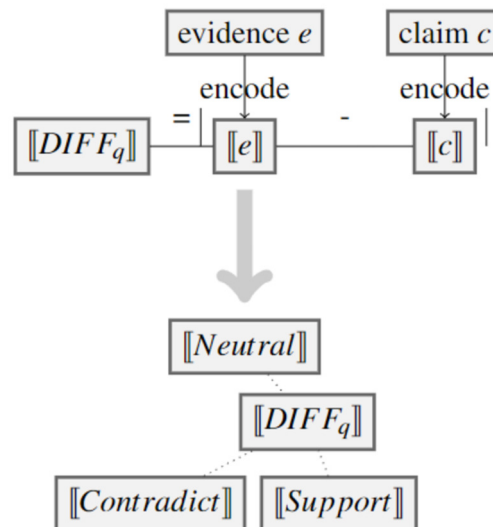 evidence e claim c
encode encode
= | - |
⟦DIFF_q⟧ ⟦e⟧ ⟦c⟧
⟦Neutral⟧
⟦DIFF_q⟧
⟦Contradict⟧ ⟦Support⟧